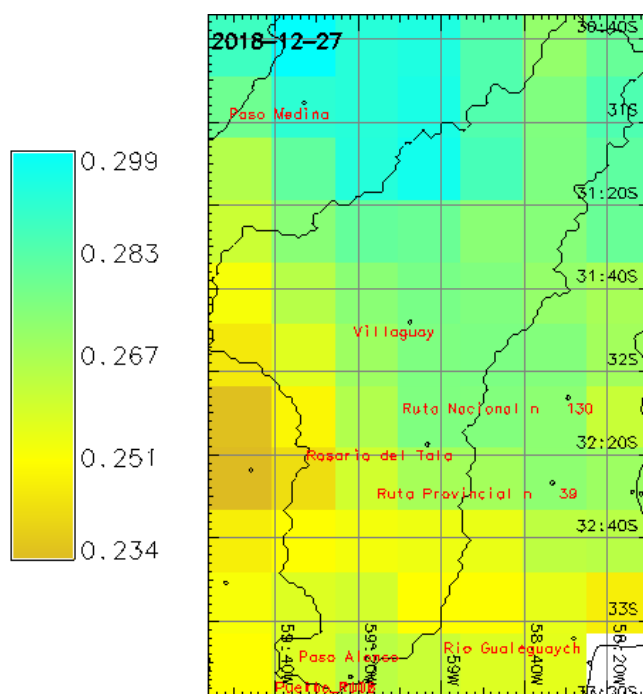 2018-12-27
30:40S
Paso Medina
31S
0.299
31:20S
0.283
31:40S
Villaguay
0.267
32S
Ruta Nacional n 130
32:20S
Rosario del Tala
0.251
Ruta Provincial n 39
32:40S
0.234
33S
59:40W
59:20W
59W
58:40W
58:20W
Rio Gualeguaych
Paso Alonso